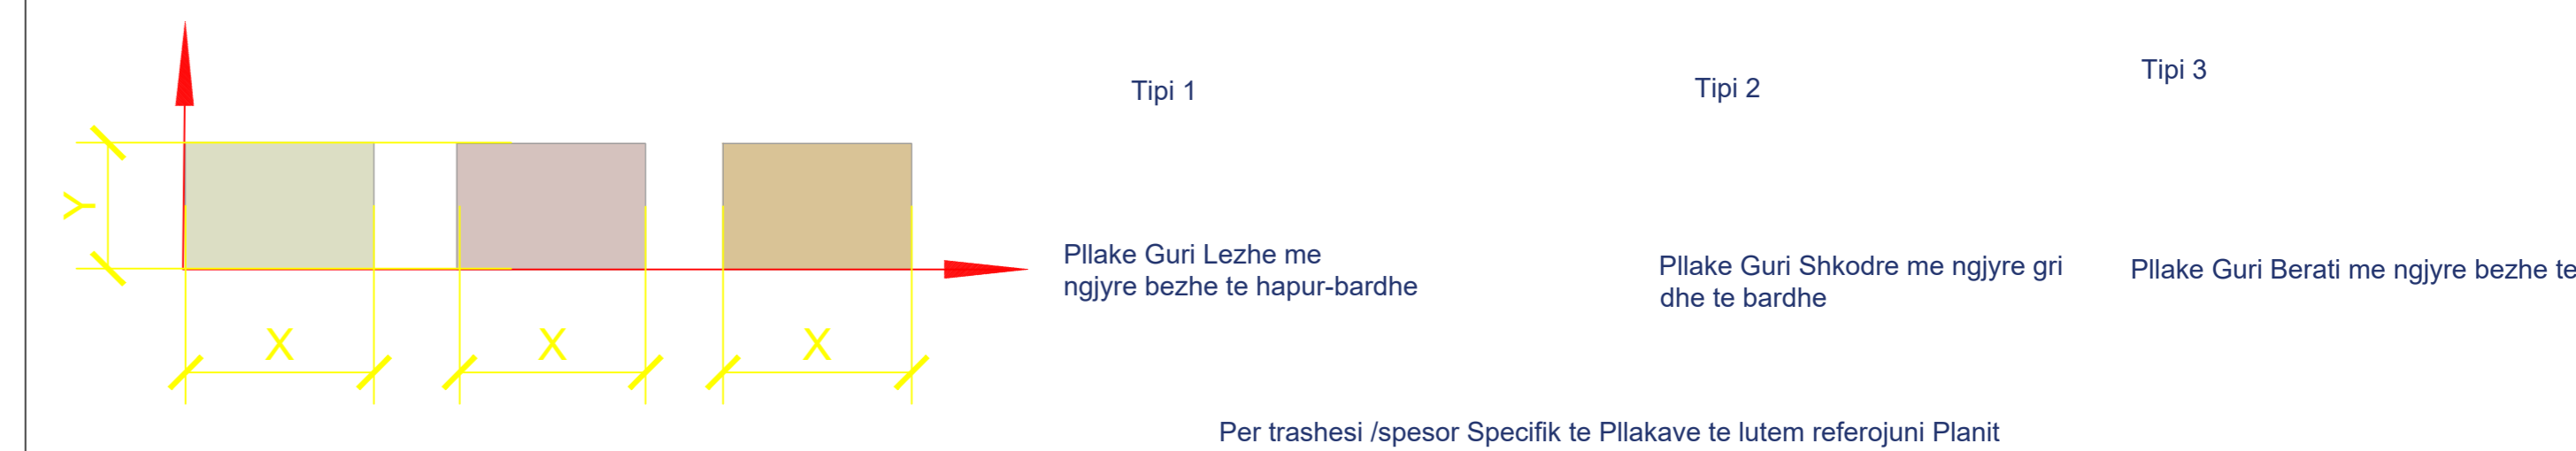 Tipi 1
Tipi 2
Tipi 3
Y
Pllake Guri Lezhe me
ngjyre bezhe te hapur-bardhe
Pllake Guri Shkodre me ngjyre gri
dhe te bardhe
Pllake Guri Berati me ngjyre bezhe te
X
X
X
Per trashesi /spesor Specifik te Pllakave te lutem referojuni Planit